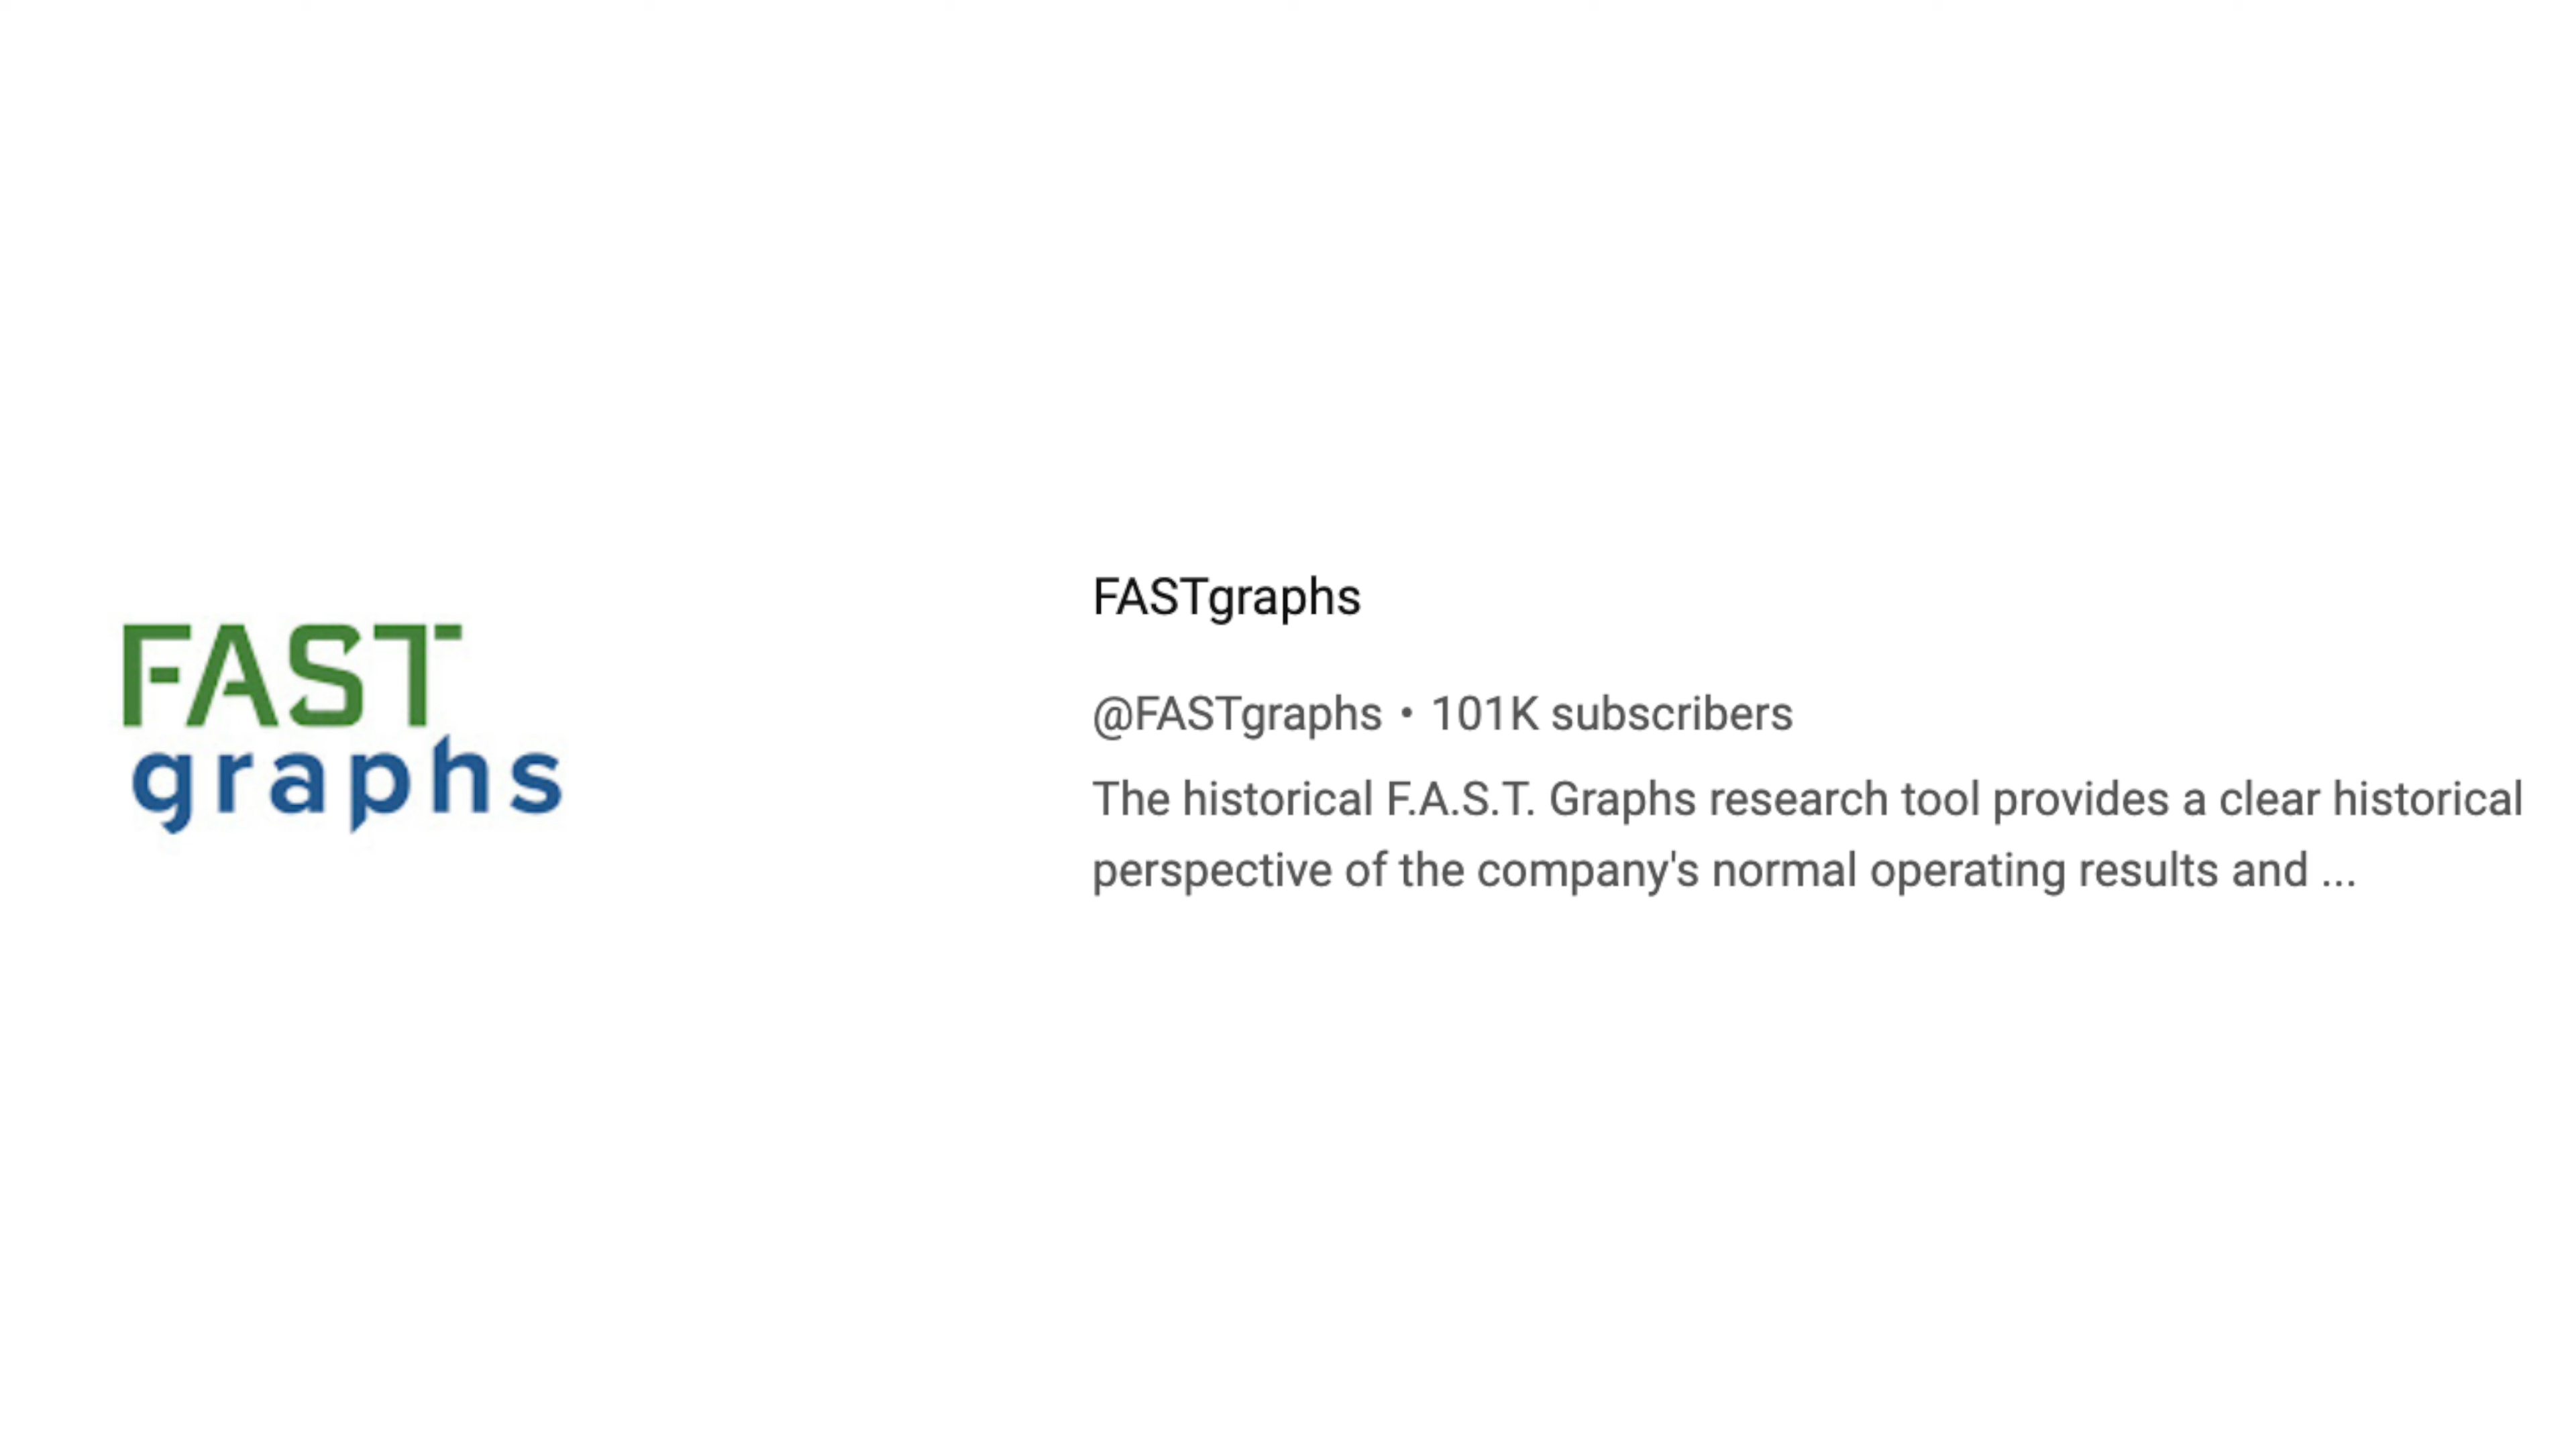 FAST
graphs
FASTgraphs
@FASTgraphs • 101K subscribers
The historical F.A.S.T. Graphs research tool provides a clear historical
perspective of the company's normal operating results and ...